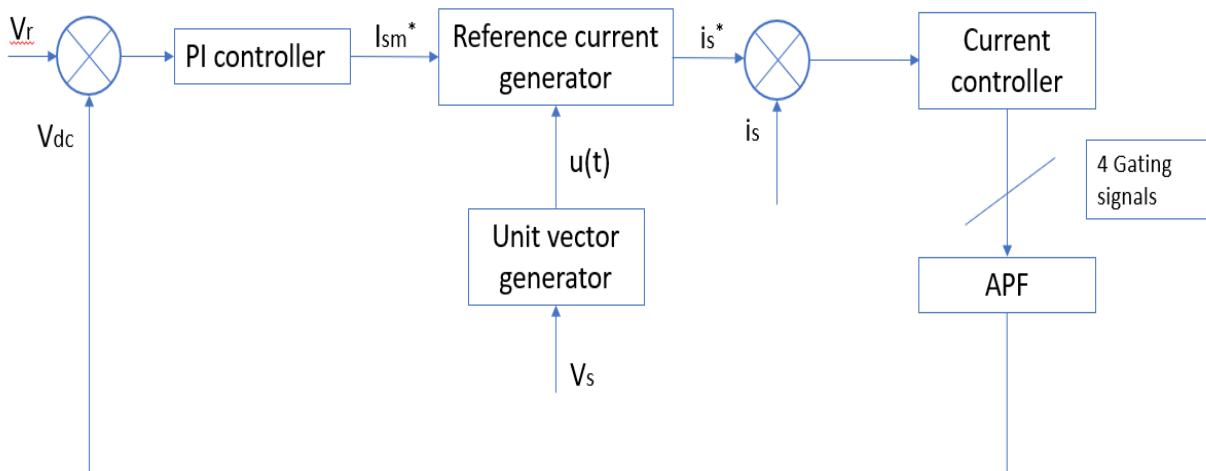 Vr
PI controller
Ism*
Reference current
generator
is*
Current
controller
Vdc
is
u(t)
4 Gating
signals
Unit vector
generator
APF
Vs